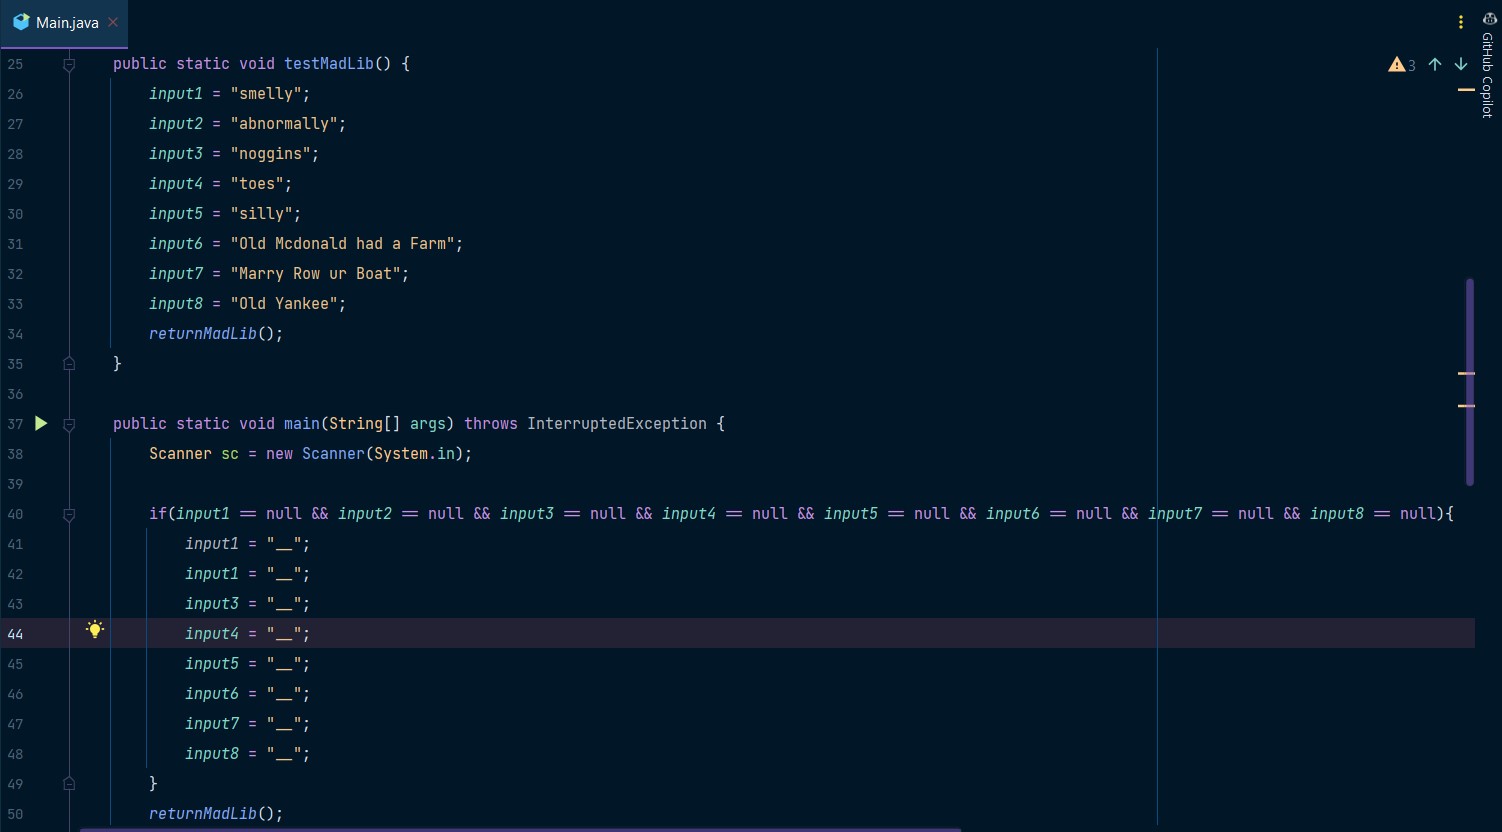 Main.java ×
GitHub Copilot
3
25 public static void testMadLib() {
26 input1 = "smelly";
27 input2 = "abnormally";
28 input3 = "noggins";
29 input4 = "toes";
30 input5 = "silly";
31 input6 = "Old Mcdonald had a Farm";
32 input7 = "Marry Row ur Boat";
33 input8 = "Old Yankee";
34 returnMadLib();
35 }
36
37 public static void main(String[] args) throws InterruptedException {
38 Scanner sc = new Scanner(System.in);
39
40 if(input1 == null && input2 == null && input3 == null && input4 == null && input5 == null && input6 == null && input7 == null && input8 == null){
41 input1 = "__";
42 input1 = "__";
43 input3 = "__";
44 input4 = "__";
45 input5 = "__";
46 input6 = "__";
47 input7 = "__";
48 input8 = "__";
49 }
50 returnMadLib();